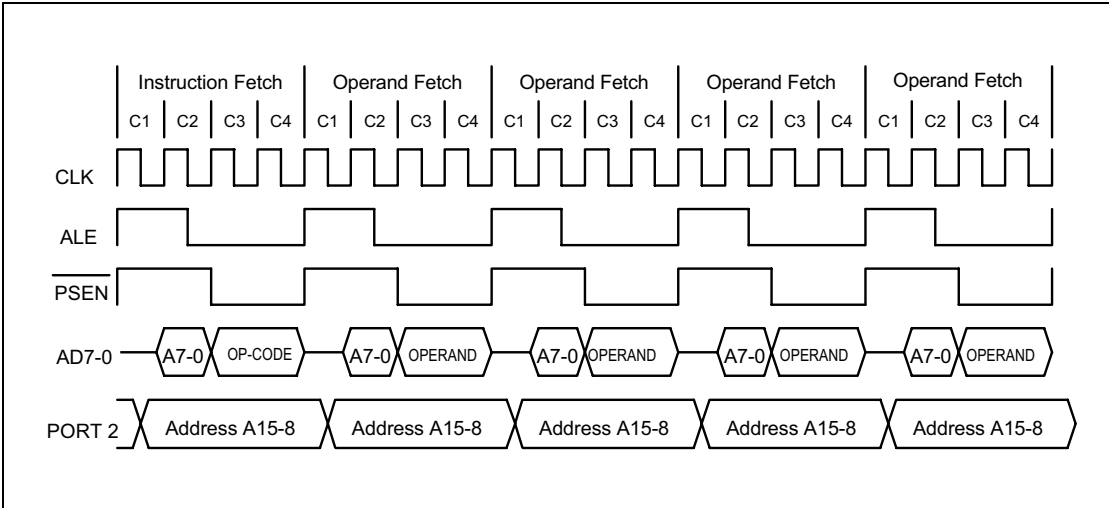 Instruction Fetch Operand Fetch Operand Fetch Operand Fetch Operand Fetch
C1 C2 C3 C4 C1 C2 C3 C4 C1 C2 C3 C4 C1 C2 C3 C4 C1 C2 C3 C4
CLK
ALE
PSEN
AD7-0 A7-0 OP-CODE A7-0 OPERAND A7-0 OPERAND A7-0 OPERAND A7-0 OPERAND
PORT 2 Address A15-8 Address A15-8 Address A15-8 Address A15-8 Address A15-8